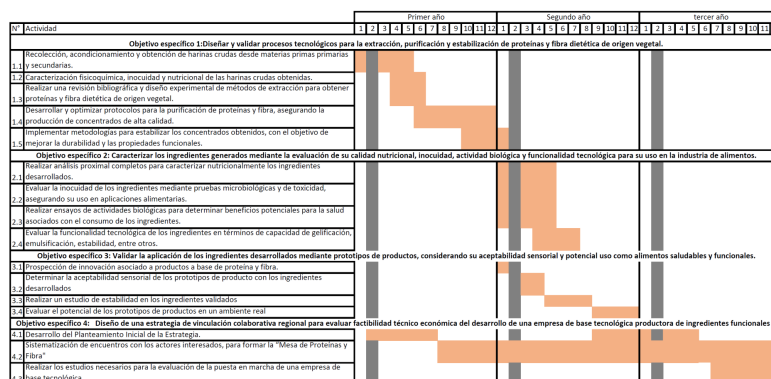 Primer año Segundo año tercer año
N° Actividad 1 2 3 4 5 6 7 8 9 10 11 12 1 2 3 4 5 6 7 8 9 10 11 12 1 2 3 4 5 6 7 8 9 10 11
Objetivo específico 1:Diseñar y validar procesos tecnológicos para la extracción, purificación y estabilización de proteínas y fibra dietética de origen vegetal.
Recolección, acondicionamiento y obtención de harinas crudas desde materias primas primarias
1.1 y secundarias.
1.2 Caracterización fisicoquímica, inocuidad y nutricional de las harinas crudas obtenidas.
Realizar una revisión bibliográfica y diseño experimental de métodos de extracción para obtener
1.3 proteínas y fibra dietética de origen vegetal.
Desarrollar y optimizar protocolos para la purificación de proteínas y fibra, asegurando la
1.4 producción de concentrados de alta calidad.
Implementar metodologías para estabilizar los concentrados obtenidos, con el objetivo de
1.5 mejorar la durabilidad y las propiedades funcionales.
Objetivo específico 2: Caracterizar los ingredientes generados mediante la evaluación de su calidad nutricional, inocuidad, actividad biológica y funcionalidad tecnológica para su uso en la industria de alimentos.
Realizar análisis proximal completos para caracterizar nutricionalmente los ingredientes
2.1 desarrollados.
Evaluar la inocuidad de los ingredientes mediante pruebas microbiológicas y de toxicidad,
2.2 asegurando su uso en aplicaciones alimentarias.
Realizar ensayos de actividades biológicas para determinar beneficios potenciales para la salud
2.3 asociados con el consumo de los ingredientes.
Evaluar la funcionalidad tecnológica de los ingredientes en términos de capacidad de gelificación,
2.4 emulsificación, estabilidad, entre otros.
Objetivo específico 3: Validar la aplicación de los ingredientes desarrollados mediante prototipos de productos, considerando su aceptabilidad sensorial y potencial uso como alimentos saludables y funcionales.
3.1 Prospección de innovación asociado a productos a base de proteína y fibra.
Determinar la aceptabilidad sensorial de los prototipos de producto con los ingredientes
3.2 desarrollados
3.3 Realizar un estudio de estabilidad en los ingredientes validados
3.4 Evaluar el potencial de los prototipos de productos en un ambiente real
Objetivo específico 4: Diseño de una estrategia de vinculación colaborativa regional para evaluar factibilidad técnico económica del desarrollo de una empresa de base tecnológica productora de ingredientes funcionales
4.1 Desarrollo del Planteamiento Inicial de la Estrategia.
Sistematización de encuentros con los actores interesados, para formar la "Mesa de Proteínas y
4.2 Fibra"
Realizar los estudios necesarios para la evaluación de la puesta en marcha de una empresa de
4.3 base tecnológica.